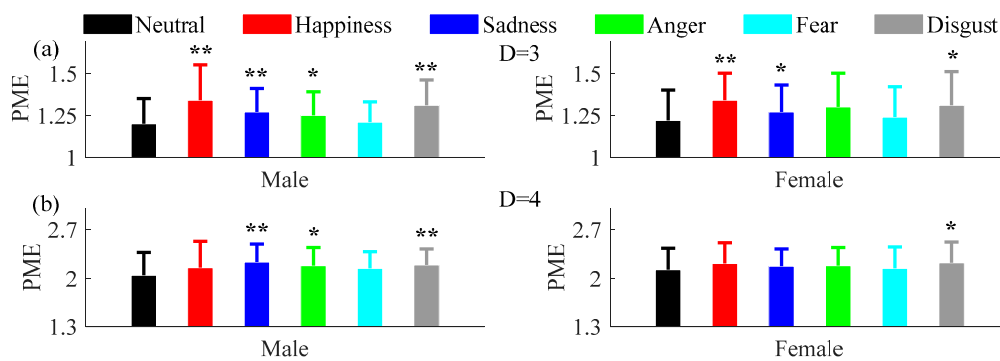 Neutral Happiness Sadness Anger Fear Disgust
(a) D=3
PME 1.5 1.25 1 ** ** * ** Male
PME 1.5 1.25 1 ** * * Female
(b) D=4
PME 2.7 2 1.3 ** * ** Male
PME 2.7 2 1.3 * Female